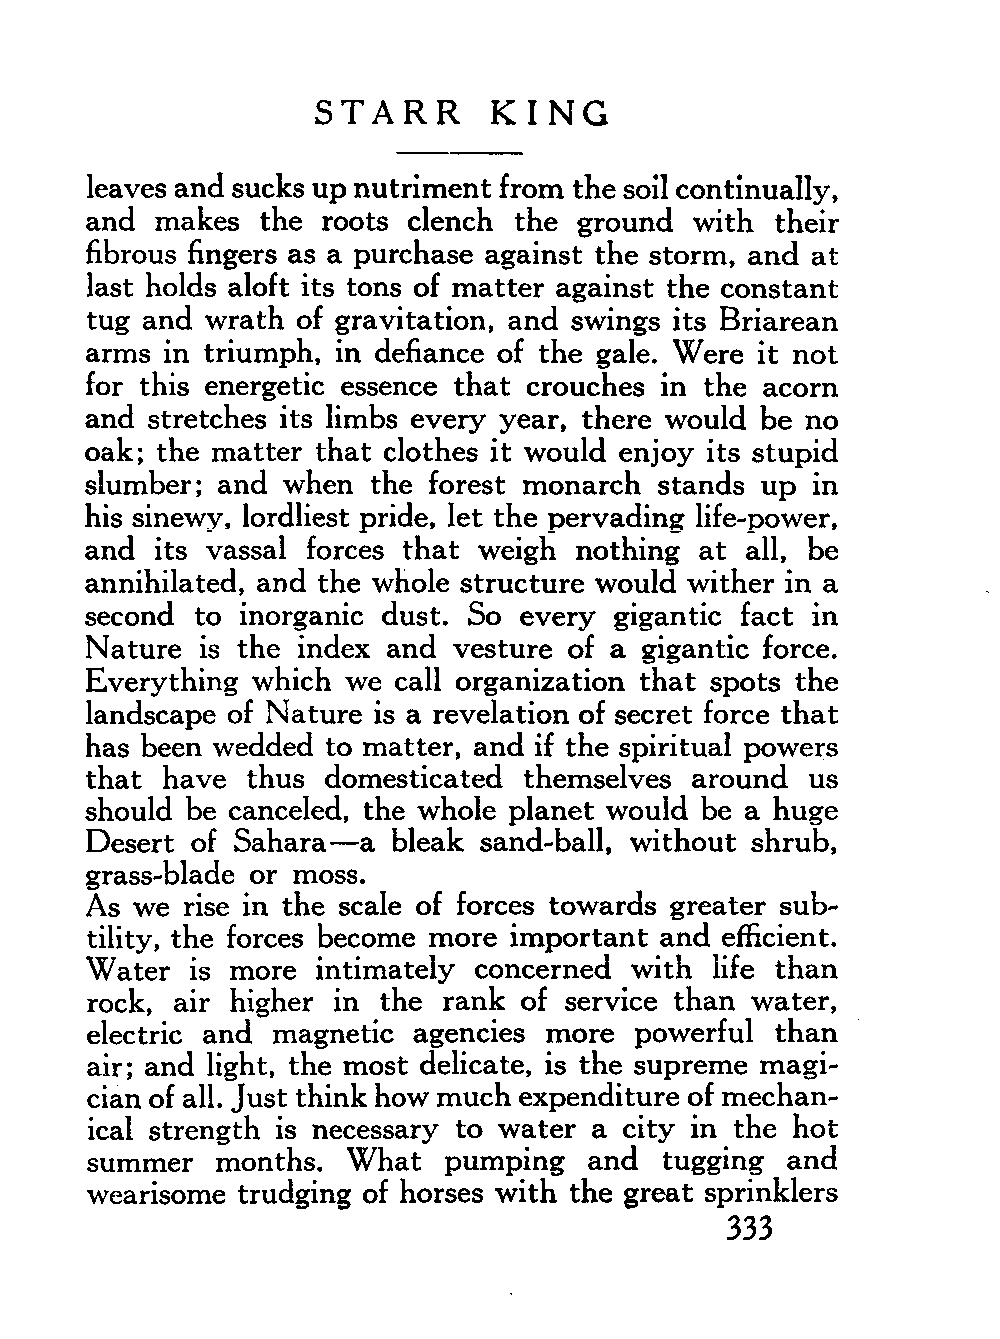 STARR KING
leaves and sucks up nutriment from the soil continually,
and makes the roots clench the ground with their
fibrous fingers as a purchase against the storm, and at
last holds aloft its tons of matter against the constant
tug and wrath of gravitation, and swings its Briarean
arms in triumph, in defiance of the gale. Were it not
for this energetic essence that crouches in the acorn
and stretches its limbs every year, there would be no
oak; the matter that clothes it would enjoy its stupid
slumber; and when the forest monarch stands up in
his sinewy, lordliest pride, let the pervading life-power,
and its vassal forces that weigh nothing at all, be
annihilated, and the whole structure would wither in a
second to inorganic dust. So every gigantic fact in
Nature is the index and vesture of a gigantic force.
Everything which we call organization that spots the
landscape of Nature is a revelation of secret force that
has been wedded to matter, and if the spiritual powers
that have thus domesticated themselves around us
should be canceled, the whole planet would be a huge
Desert of Sahara—a bleak sand-ball, without shrub,
grass-blade or moss.
As we rise in the scale of forces towards greater sub-
tility, the forces become more important and efficient.
Water is more intimately concerned with life than
rock, air higher in the rank of service than water,
electric and magnetic agencies more powerful than
air; and light, the most delicate, is the supreme magi-
cian of all. Just think how much expenditure of mechan-
ical strength is necessary to water a city in the hot
summer months. What pumping and tugging and
wearisome trudging of horses with the great sprinklers
333